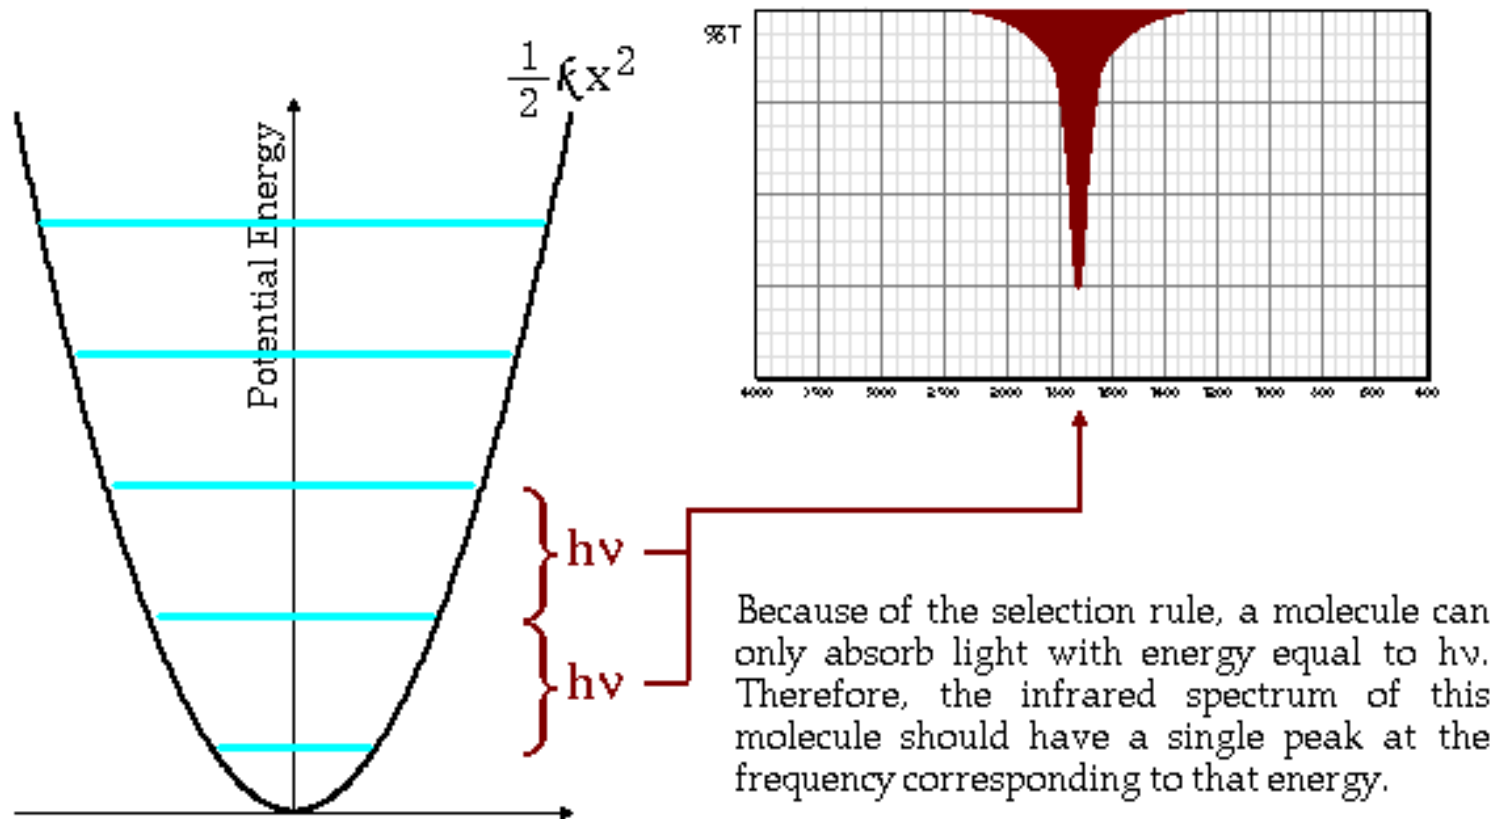 1/2 kx²
Potential Energy
%T
4000 2000 1400 1200 1000 400
hν
hν
Because of the selection rule, a molecule can
only absorb light with energy equal to hν.
Therefore, the infrared spectrum of this
molecule should have a single peak at the
frequency corresponding to that energy.